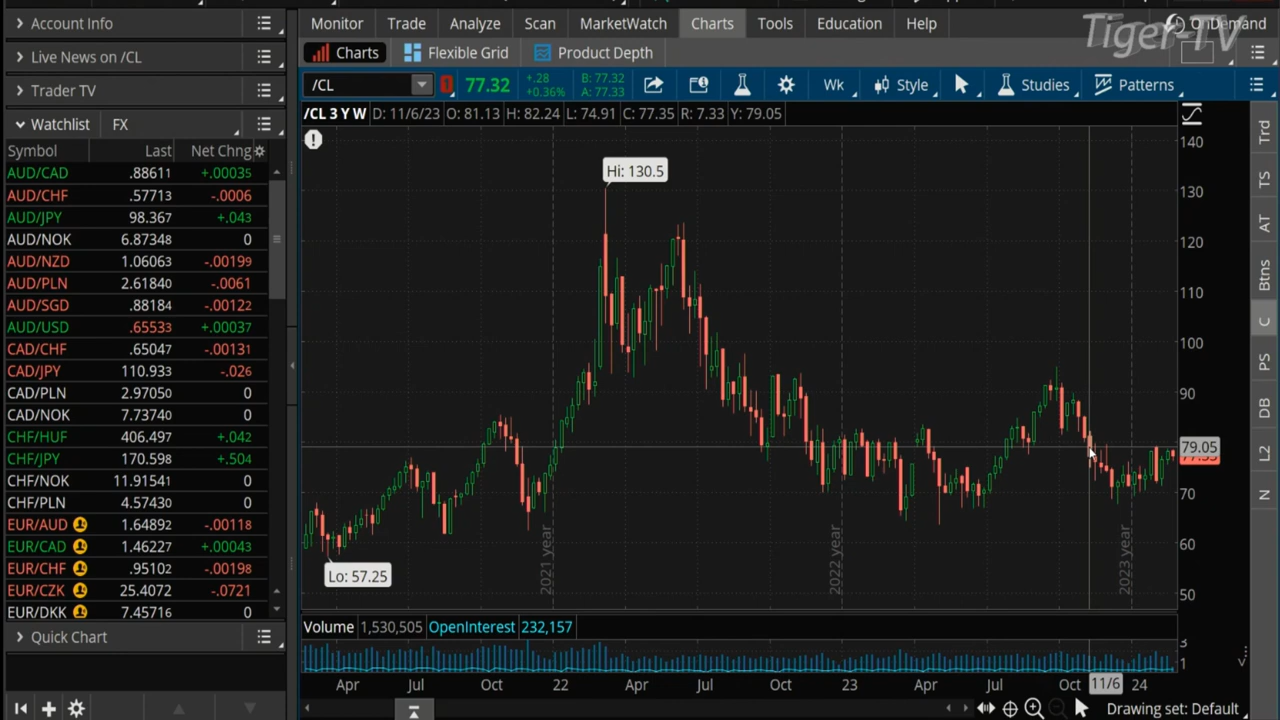 Account Info
Live News on /CL
Trader TV
Watchlist FX
Symbol Last Net Chng
AUD/CAD .88611 +.00035
AUD/CHF .57713 -.0006
AUD/JPY 98.367 +.043
AUD/NOK 6.87348 0
AUD/NZD 1.06063 -.00199
AUD/PLN 2.61840 -.0061
AUD/SGD .88184 -.00122
AUD/USD .65533 +.00037
CAD/CHF .65047 -.00131
CAD/JPY 110.933 -.026
CAD/PLN 2.97050 0
CAD/NOK 7.73740 0
CHF/HUF 406.497 +.042
CHF/JPY 170.598 +.504
CHF/NOK 11.91541 0
CHF/PLN 4.57430 0
EUR/AUD 1.64892 -.00118
EUR/CAD 1.46227 +.00043
EUR/CHF .95102 -.00198
EUR/CZK 25.4072 -.0721
EUR/DKK 7.45716 0
Quick Chart
Monitor Trade Analyze Scan MarketWatch Charts Tools Education Help
Tiger-TV
Charts Flexible Grid Product Depth
/CL 77.32 +.28 +0.36% B: 77.32 A: 77.33 Wk Style Studies Patterns
/CL 3 Y W D: 11/6/23 O: 81.13 H: 82.24 L: 74.91 C: 77.35 R: 7.33 Y: 79.05
Hi: 130.5
Lo: 57.25
140
130
120
110
100
90
79.05
70
60
50
2021 year
2022 year
2023 year
Volume 1,530,505 OpenInterest 232,157
3
1
Apr Jul Oct 22 Apr Jul Oct 23 Apr Jul Oct 11/6 24
Drawing set: Default
Trd
TS
AT
Btns
C
PS
DB
L2
N